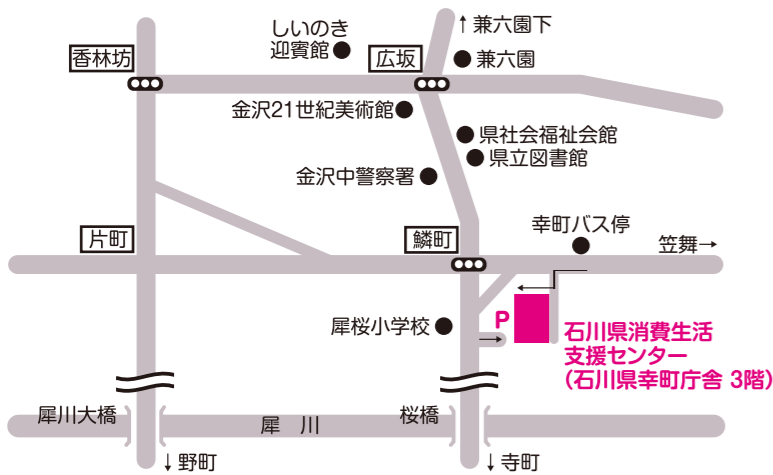 ↑兼六園下
しいのき
迎賓館
香林坊
広坂
兼六園
金沢21世紀美術館
県社会福祉会館
県立図書館
金沢中警察署
片町
鱗町
幸町バス停
笠舞→
犀桜小学校
P
石川県消費生活
支援センター
（石川県幸町庁舎 3階）
犀川大橋
犀 川
桜橋
↓野町
↓寺町